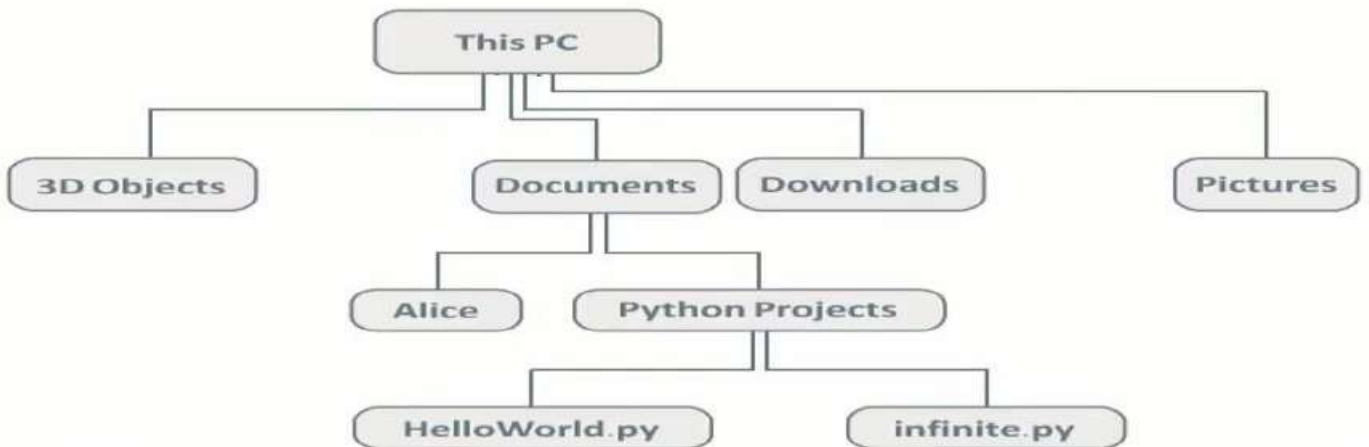 This PC
3D Objects
Documents
Downloads
Pictures
Alice
Python Projects
HelloWorld.py
infinite.py